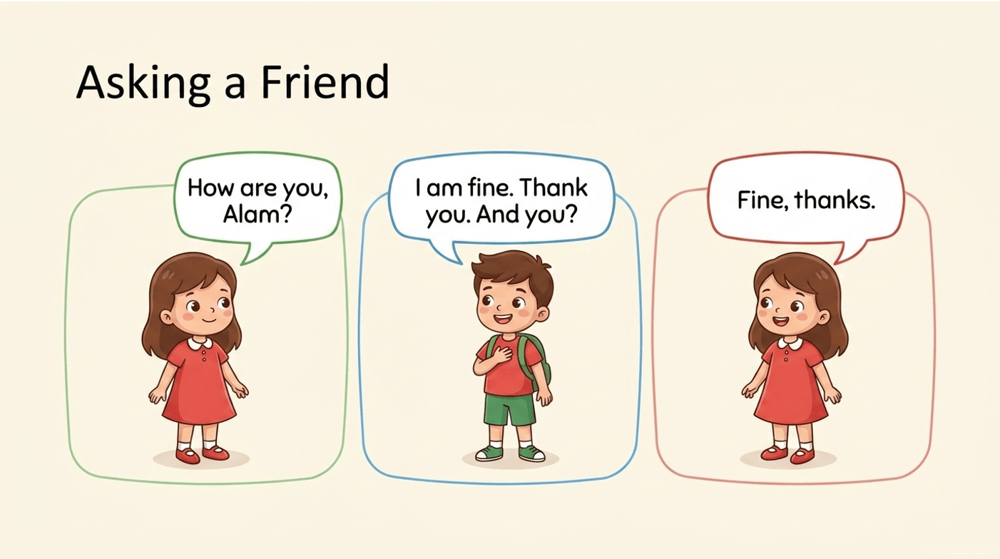 Asking a Friend
How are you,
Alam?
I am fine. Thank
you. And you?
Fine, thanks.